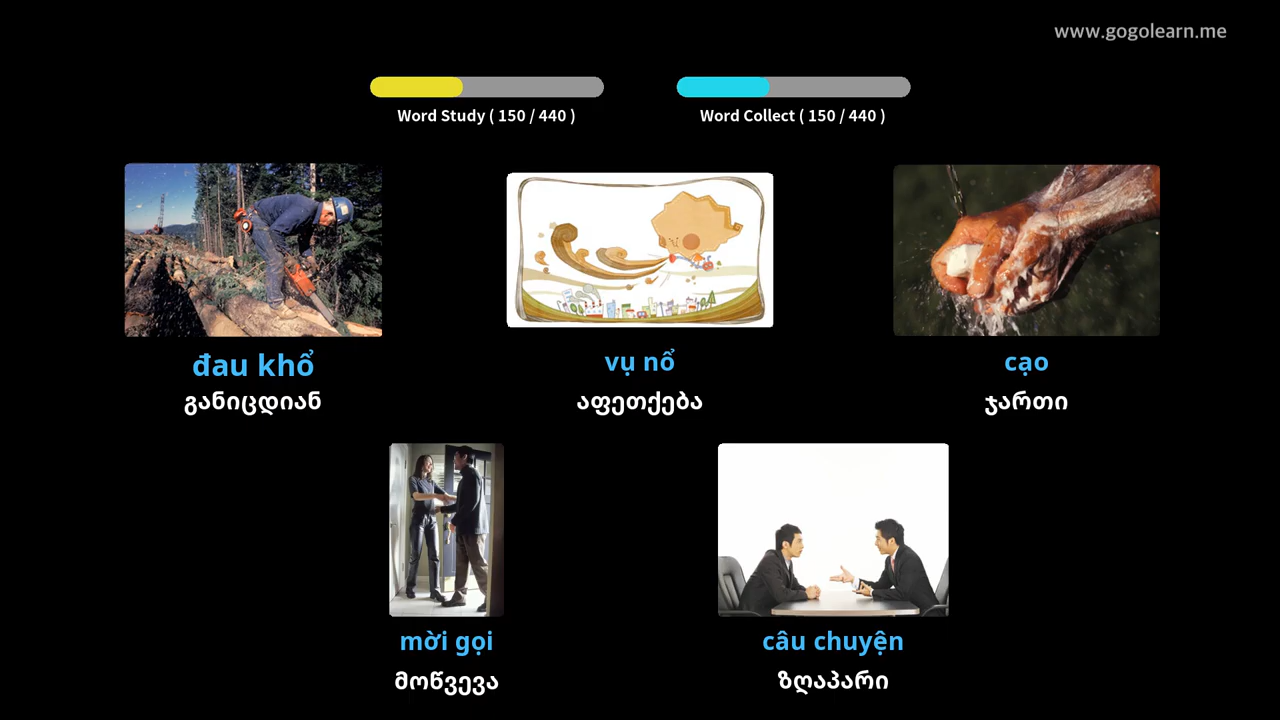 www.gogolearn.me
Word Study ( 150 / 440 )
Word Collect ( 150 / 440 )
đau khổ
განიცდიან
vụ nổ
აფეთქება
cạo
ჯართი
mời gọi
მოწვევა
câu chuyện
ზღაპარი